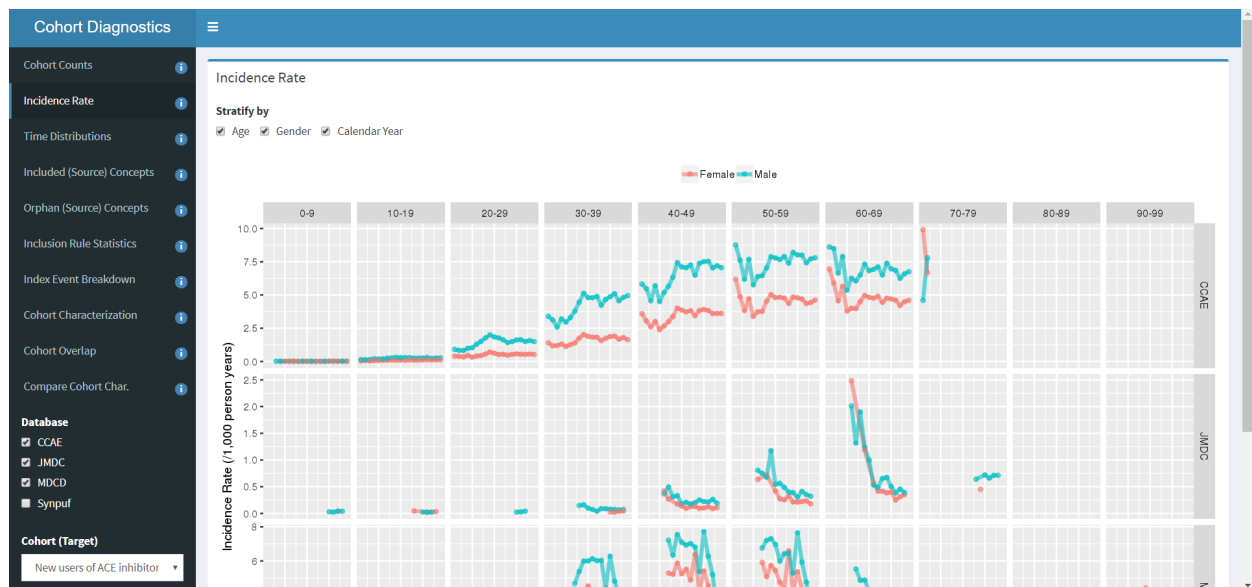 Cohort Diagnostics
Cohort Counts
Incidence Rate
Time Distributions
Included (Source) Concepts
Orphan (Source) Concepts
Inclusion Rule Statistics
Index Event Breakdown
Cohort Characterization
Cohort Overlap
Compare Cohort Char.
Database
CCAE
JMDC
MDCD
Synpuf
Cohort (Target)
New users of ACE inhibitor
Incidence Rate
Stratify by
Age Gender Calendar Year
Female Male
0-9 10-19 20-29 30-39 40-49 50-59 60-69 70-79 80-89 90-99
Incidence Rate (/1,000 person years)
10.0
7.5
5.0
2.5
0.0
CCAE
2.5
2.0
1.5
1.0
0.5
0.0
JMDC
8
6